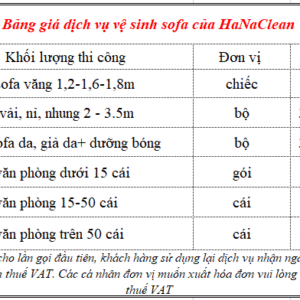 Bảng giá dịch vụ vệ sinh sofa của HaNaClean
Khối lượng thi công Đơn vị
ofa văng 1,2-1,6-1,8m chiếc
vải, nỉ, nhung 2 - 3.5m bộ
ofa da, giả da+ dưỡng bóng bộ
văn phòng dưới 15 cái gói
văn phòng 15-50 cái cái
văn phòng trên 50 cái cái
cho lần gọi đầu tiên, khách hàng sử dụng lại dịch vụ nhận nga
thuế VAT. Các cá nhân đơn vị muốn xuất hóa đơn vui lòng
thuế VAT